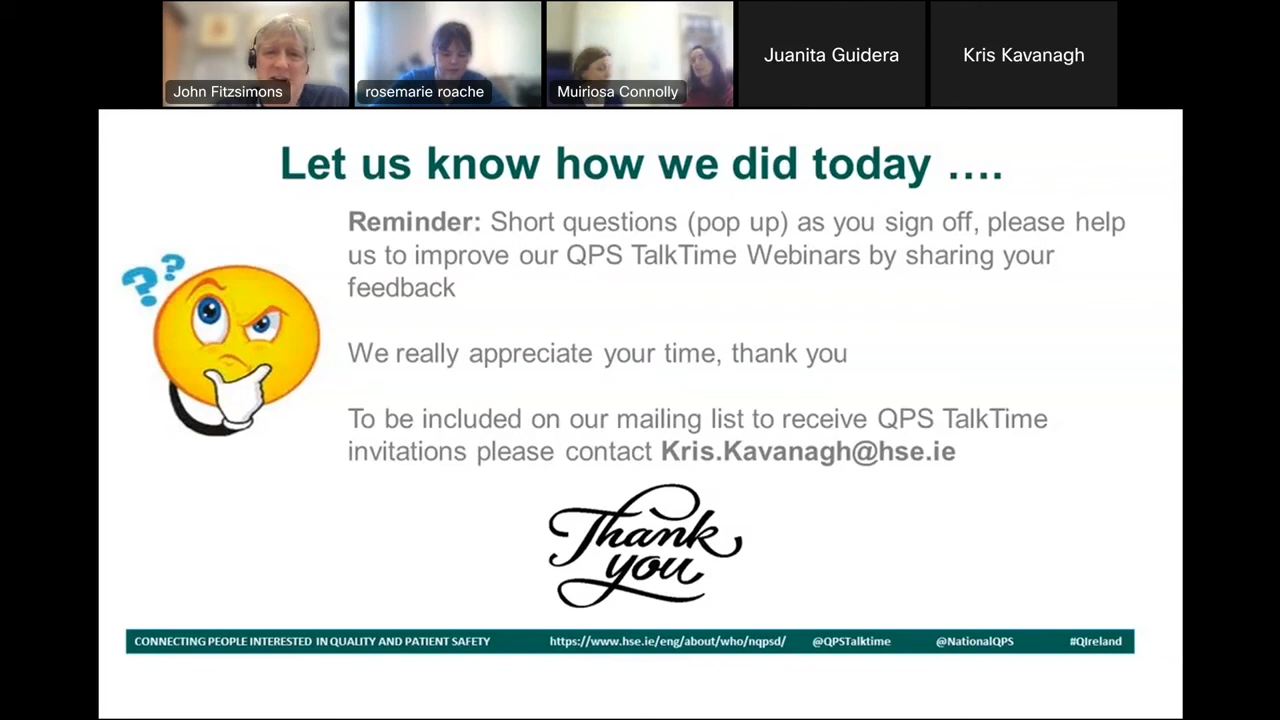 John Fitzsimons
rosemarie roache
Muiriosa Connolly
Juanita Guidera
Kris Kavanagh
Let us know how we did today ....
Reminder: Short questions (pop up) as you sign off, please help
us to improve our QPS TalkTime Webinars by sharing your
feedback
We really appreciate your time, thank you
To be included on our mailing list to receive QPS TalkTime
invitations please contact Kris.Kavanagh@hse.ie
??
Thank
you
CONNECTING PEOPLE INTERESTED IN QUALITY AND PATIENT SAFETY https://www.hse.ie/eng/about/who/nqpsd/ @QPSTalktime @NationalQPS #QIreland